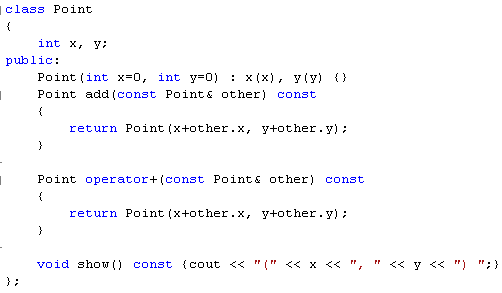 class Point
{
    int x, y;
public:
    Point(int x=0, int y=0) : x(x), y(y) {}
    Point add(const Point& other) const
    {
        return Point(x+other.x, y+other.y);
    }

    Point operator+(const Point& other) const
    {
        return Point(x+other.x, y+other.y);
    }

    void show() const {cout << "(" << x << ", " << y << ") ";}
};